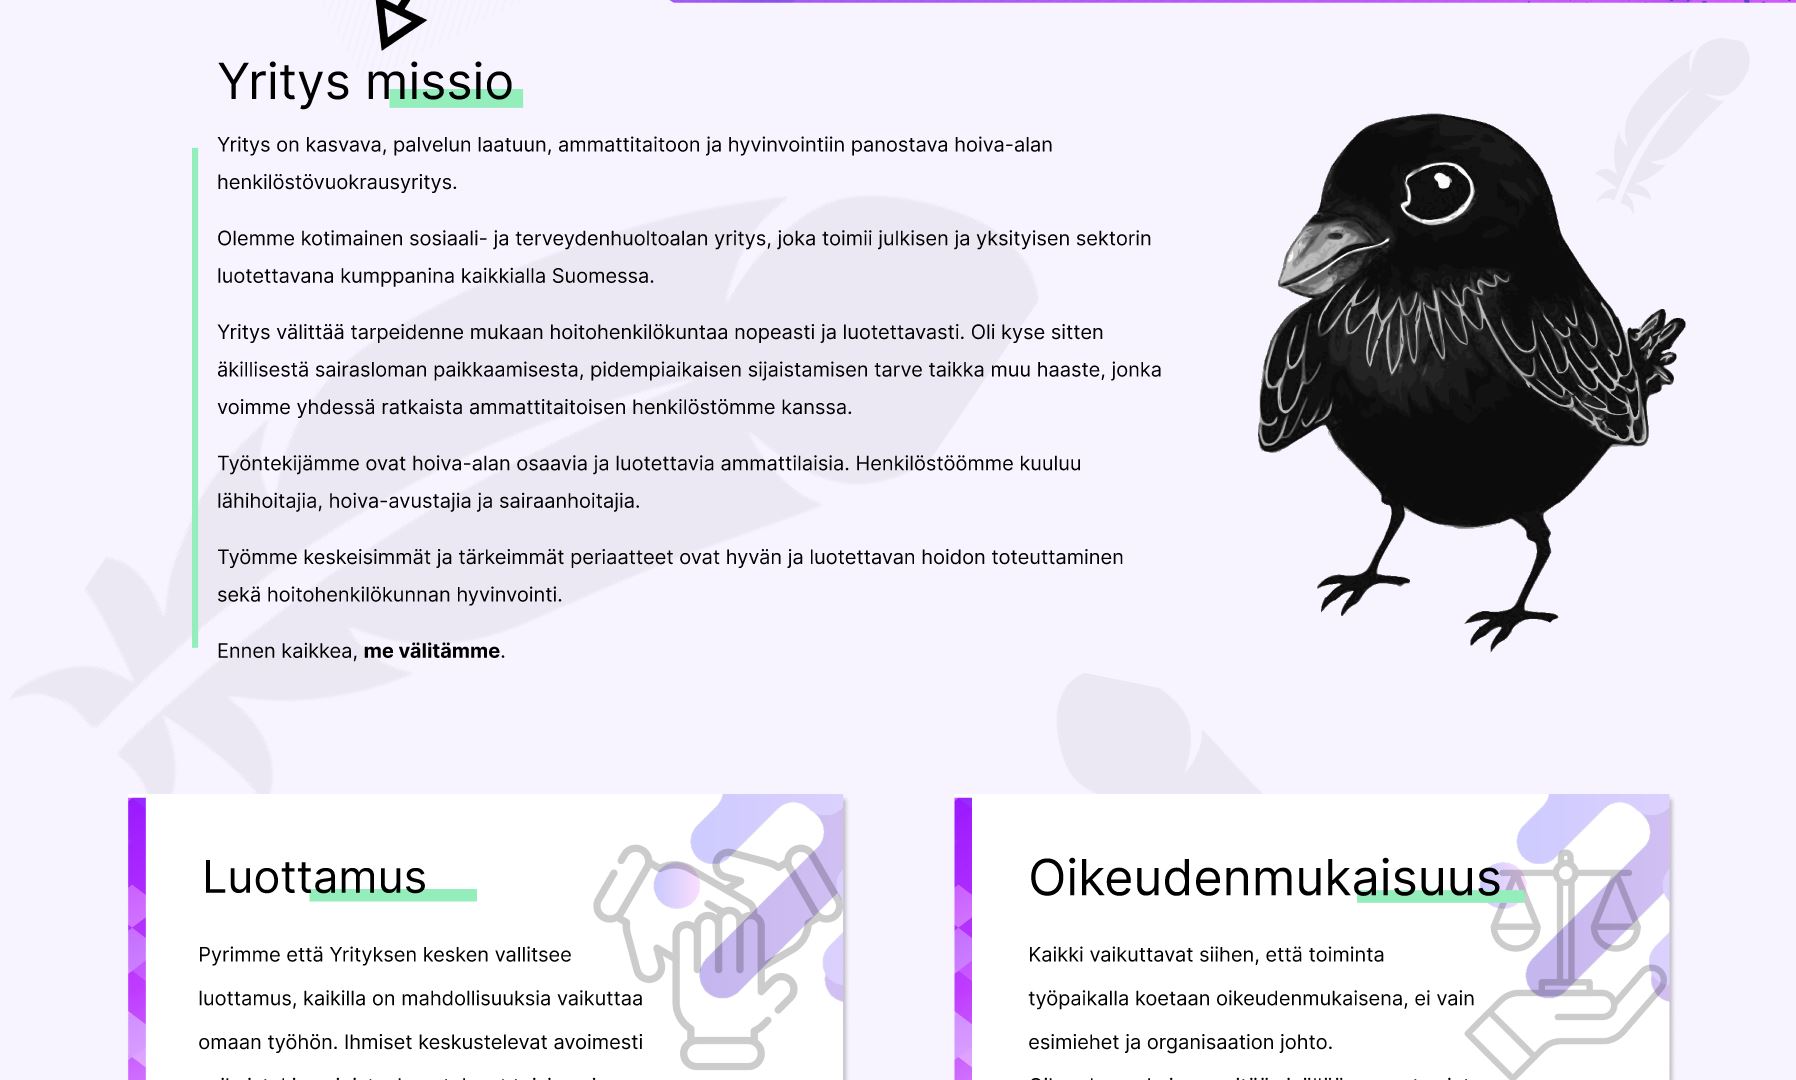 Yritys missio
Yritys on kasvava, palvelun laatuun, ammattitaitoon ja hyvinvointiin panostava hoiva-alan
henkilöstövuokrausyritys.
Olemme kotimainen sosiaali- ja terveydenhuoltoalan yritys, joka toimii julkisen ja yksityisen sektorin
luotettavana kumppanina kaikkialla Suomessa.
Yritys välittää tarpeidenne mukaan hoitohenkilökuntaa nopeasti ja luotettavasti. Oli kyse sitten
äkillisestä sairasloman paikkaamisesta, pidempiaikaisen sijaistamisen tarve taikka muu haaste, jonka
voimme yhdessä ratkaista ammattitaitoisen henkilöstömme kanssa.
Työntekijämme ovat hoiva-alan osaavia ja luotettavia ammattilaisia. Henkilöstöömme kuuluu
lähihoitajia, hoiva-avustajia ja sairaanhoitajia.
Työmme keskeisimmät ja tärkeimmät periaatteet ovat hyvän ja luotettavan hoidon toteuttaminen
sekä hoitohenkilökunnan hyvinvointi.
Ennen kaikkea, me välitämme.
Luottamus
Pyrimme että Yrityksen kesken vallitsee
luottamus, kaikilla on mahdollisuuksia vaikuttaa
omaan työhön. Ihmiset keskustelevat avoimesti
Oikeudenmukaisuus
Kaikki vaikuttavat siihen, että toiminta
työpaikalla koetaan oikeudenmukaisena, ei vain
esimiehet ja organisaation johto.